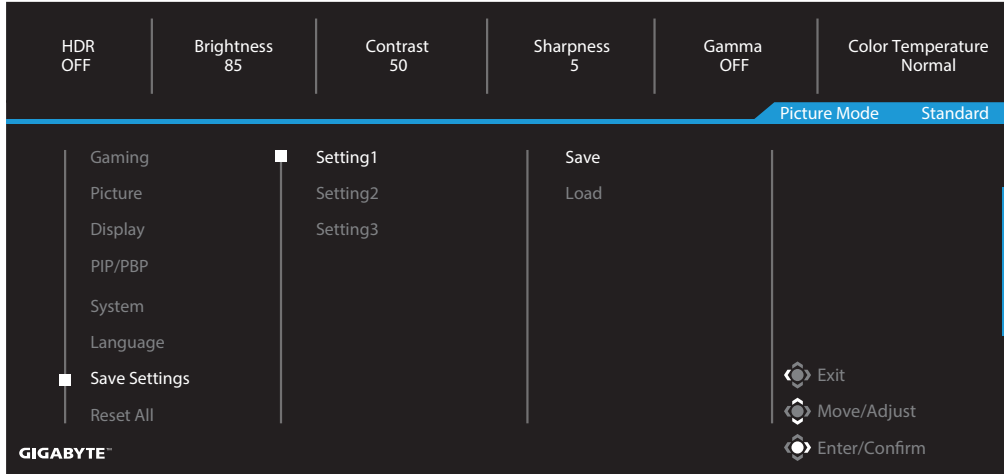 HDR
OFF
Brightness
85
Contrast
50
Sharpness
5
Gamma
OFF
Color Temperature
Normal
Picture Mode Standard
Gaming
Picture
Display
PIP/PBP
System
Language
Save Settings
Reset All
Setting1
Setting2
Setting3
Save
Load
Exit
Move/Adjust
Enter/Confirm
GIGABYTE™